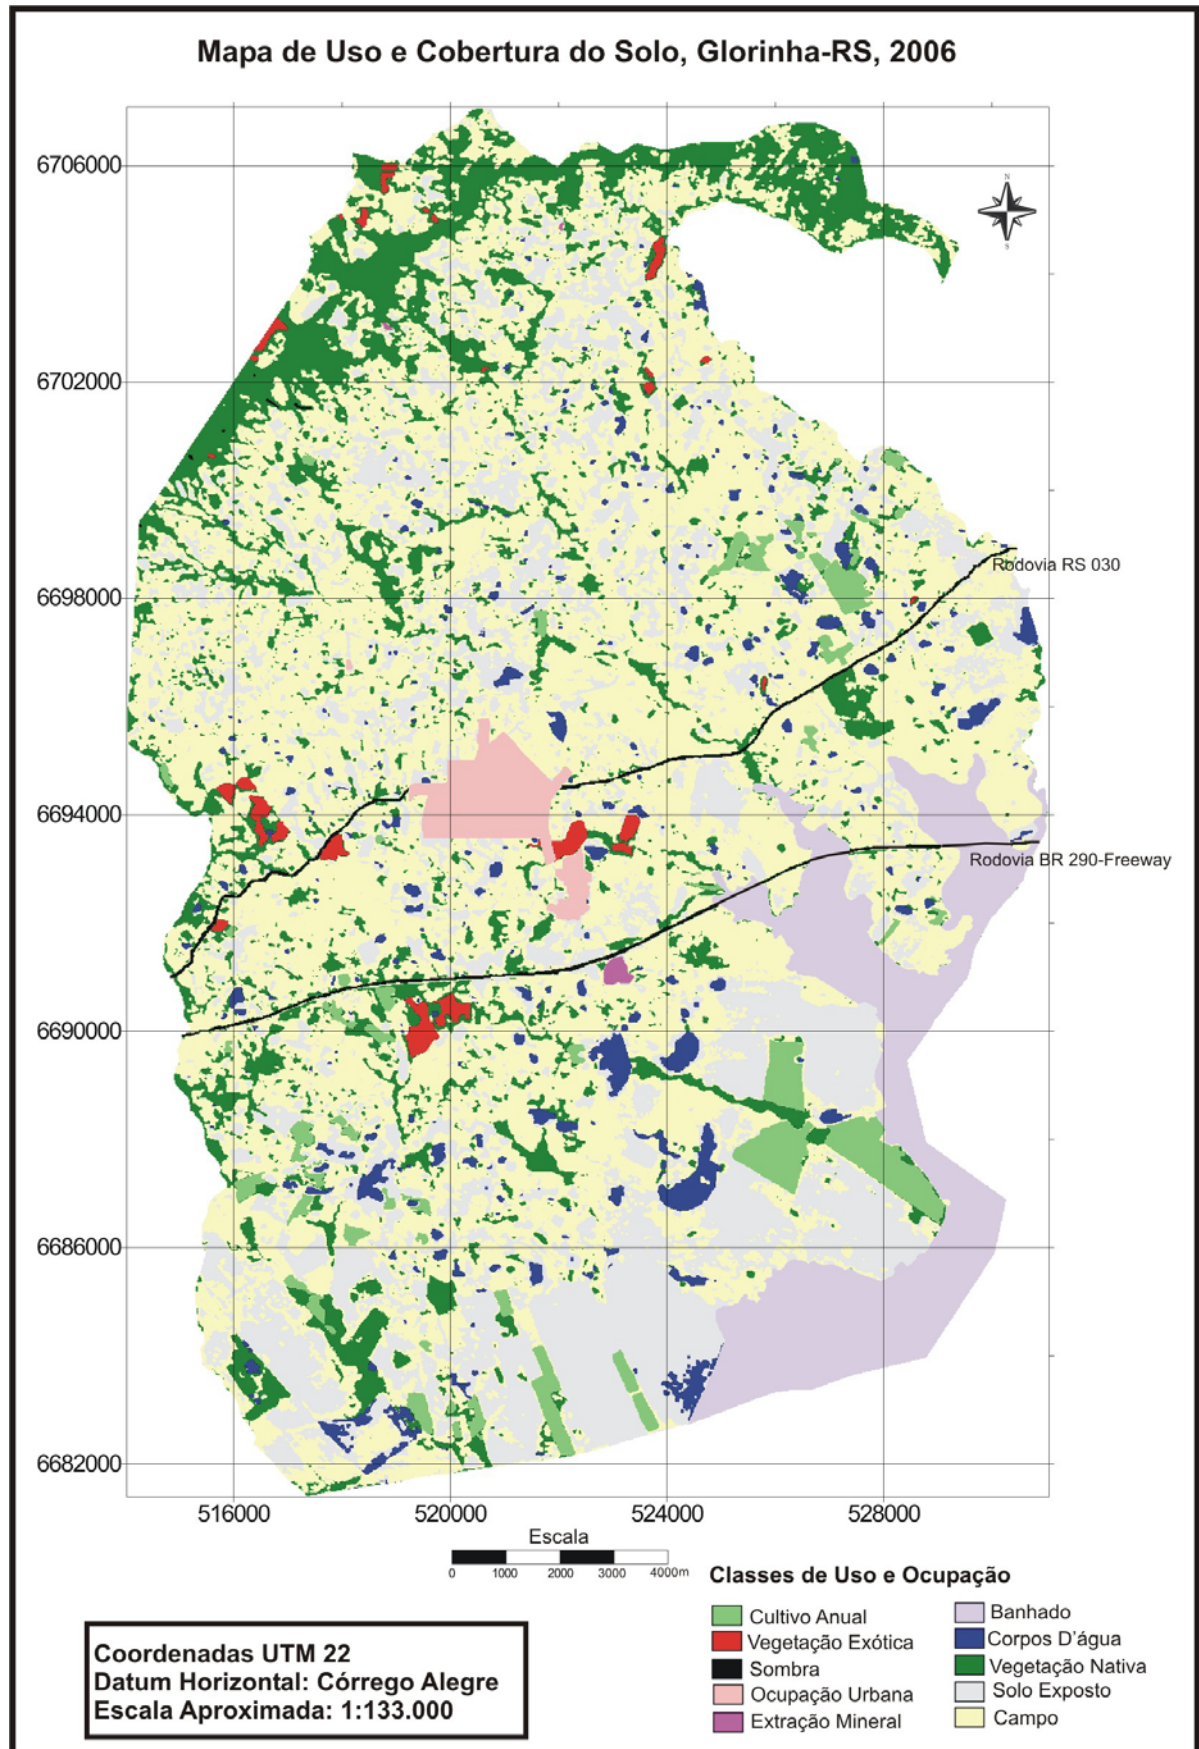 Mapa de Uso e Cobertura do Solo, Glorinha-RS, 2006
6706000
N
S
6702000
Rodovia RS 030
6698000
6694000
Rodovia BR 290-Freeway
6690000
6686000
6682000
516000
520000
524000
528000
Escala
0 1000 2000 3000 4000m
Classes de Uso e Ocupação
Cultivo Anual
Vegetação Exótica
Sombra
Ocupação Urbana
Extração Mineral
Banhado
Corpos D'água
Vegetação Nativa
Solo Exposto
Campo
Coordenadas UTM 22
Datum Horizontal: Córrego Alegre
Escala Aproximada: 1:133.000